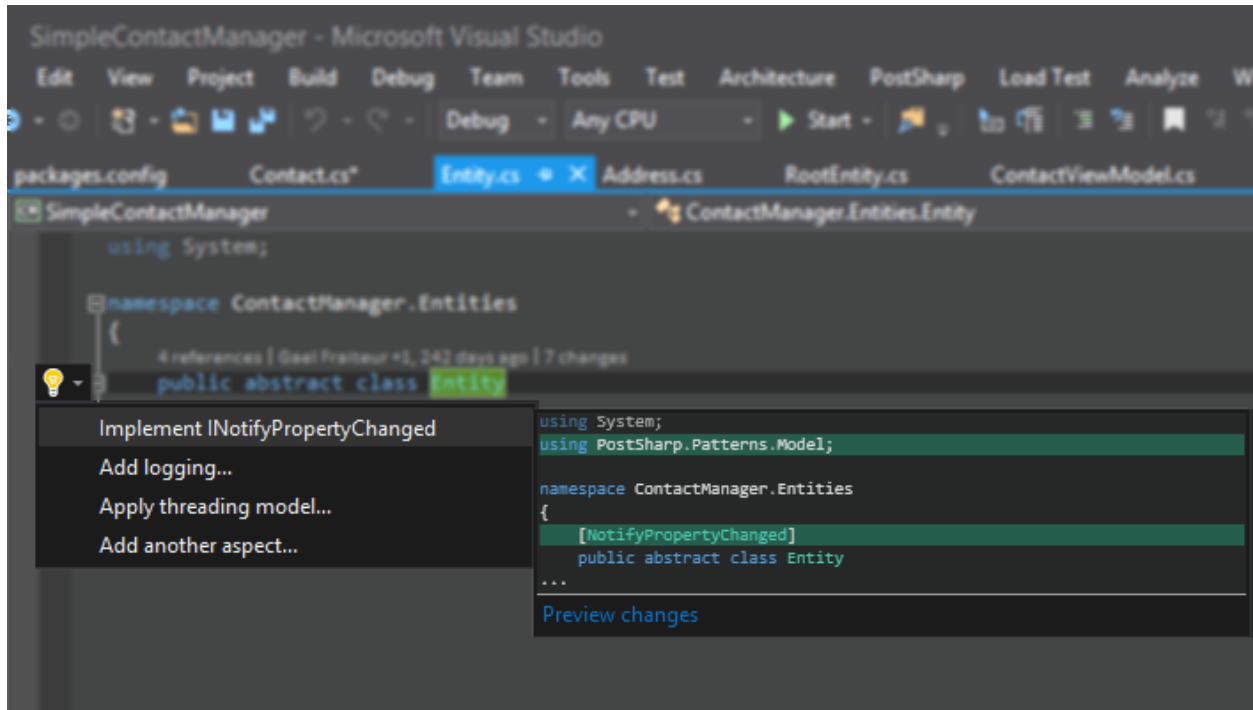 SimpleContactManager - Microsoft Visual Studio
Edit View Project Build Debug Team Tools Test Architecture PostSharp Load Test Analyze W
Debug Any CPU Start
packages.config Contact.cs* Entity.cs Address.cs RootEntity.cs ContactViewModel.cs
SimpleContactManager ContactManager.Entities.Entity
using System;
namespace ContactManager.Entities
{
4 references | Gael Fraiteur +1, 242 days ago | 7 changes
public abstract class Entity
Implement INotifyPropertyChanged
Add logging...
Apply threading model...
Add another aspect...
using System;
using PostSharp.Patterns.Model;
namespace ContactManager.Entities
{
[NotifyPropertyChanged]
public abstract class Entity
...
Preview changes